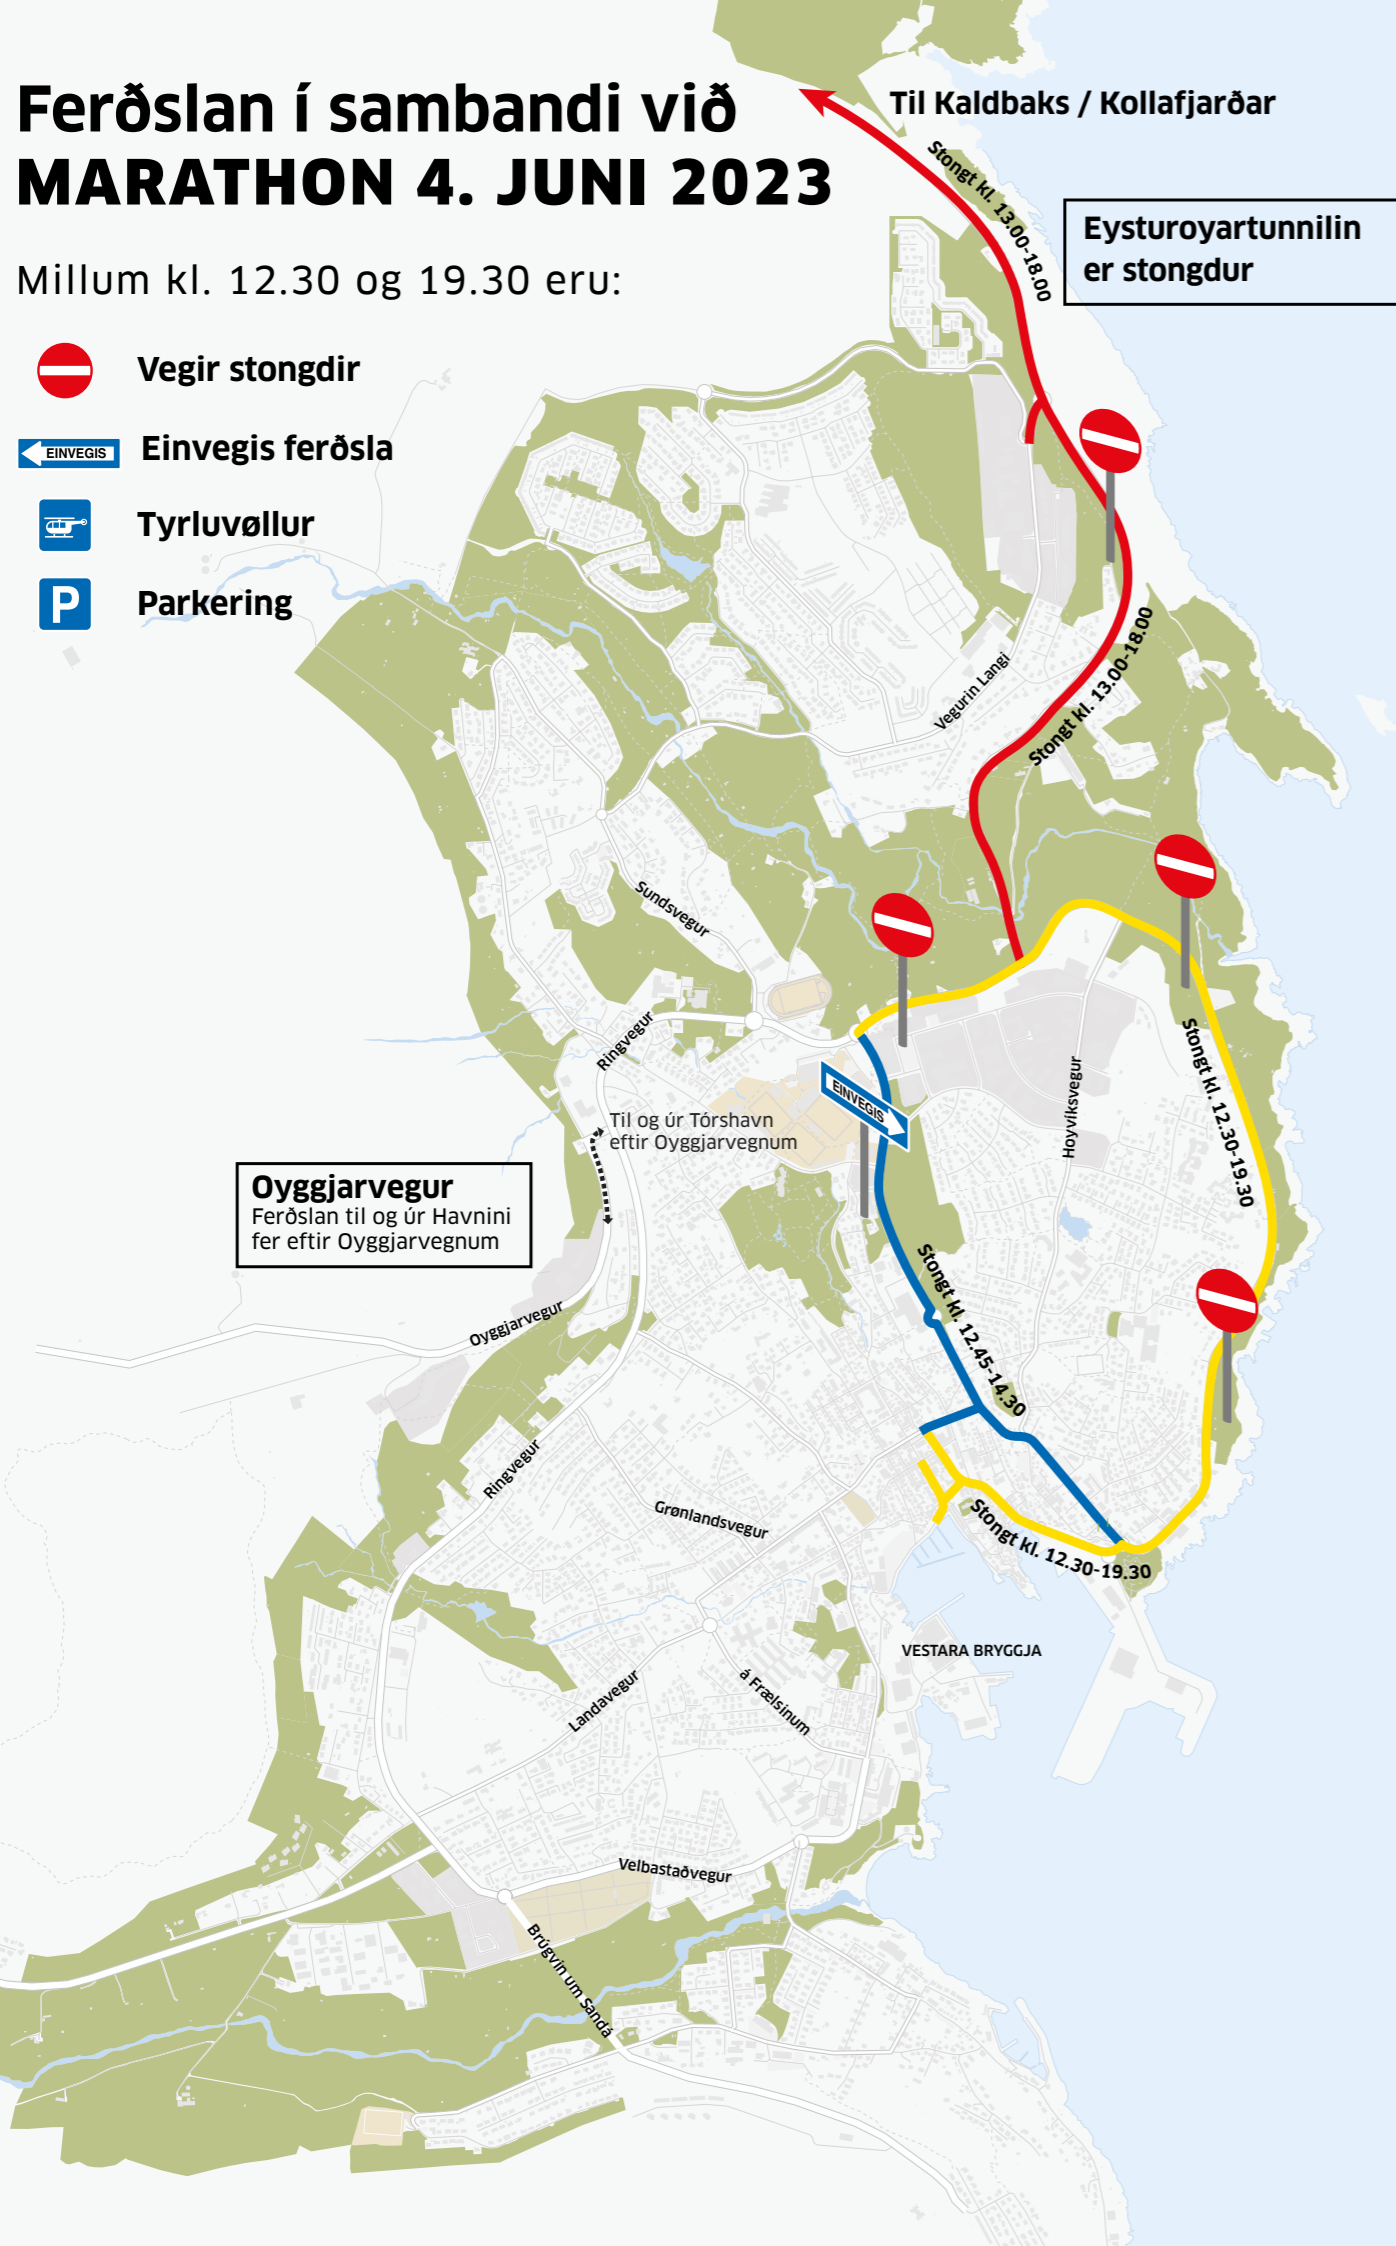 Ferðslan í sambandi við
MARATHON 4. JUNI 2023
Millum kl. 12.30 og 19.30 eru:
Vegir stongdir
EINVEGIS
Einvegis ferðsla
Tyrluvøllur
P
Parkering
Til Kaldbaks / Kollafjarðar
Stongt kl. 13.00-18.00
Eysturoyartunnilin
er stongdur
Stongt kl. 13.00-18.00
Vegurin Langi
Sundsvegur
Ringvegur
EINVEGIS
Til og úr Tórshavn
eftir Oyggjarvegnum
Hoyvíksvegur
Stongt kl. 12.30-19.30
Oyggjarvegur
Ferðslan til og úr Havnini
fer eftir Oyggjarvegnum
Oyggjarvegur
Stongt kl. 12.45-14.30
Ringvegur
Grønlandsvegur
Stongt kl. 12.30-19.30
VESTARA BRYGGJA
Landavegur
á Frælsinum
Velbastaðvegur
Brúgvin um Sandá